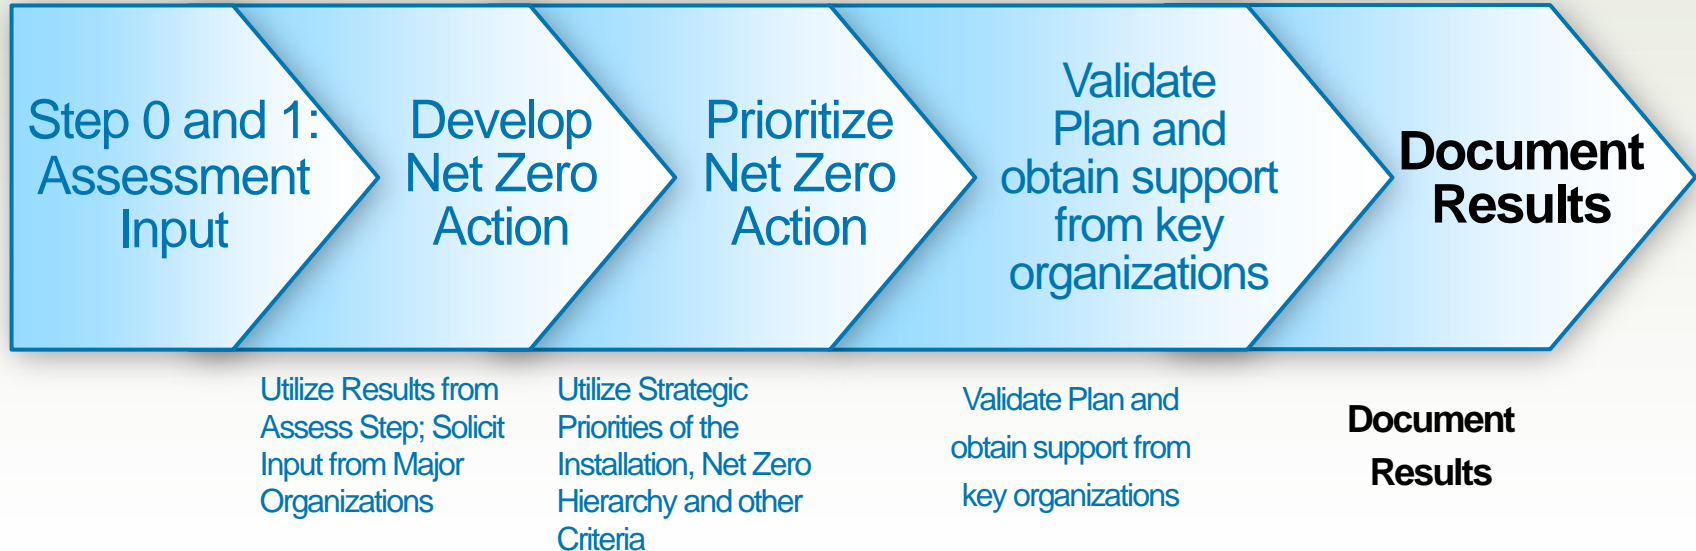 Step 0 and 1:
Assessment
Input
Develop
Net Zero
Action
Prioritize
Net Zero
Action
Validate
Plan and
obtain support
from key
organizations
Document
Results
Utilize Results from
Assess Step; Solicit
Input from Major
Organizations
Utilize Strategic
Priorities of the
Installation, Net Zero
Hierarchy and other
Criteria
Validate Plan and
obtain support from
key organizations
Document
Results